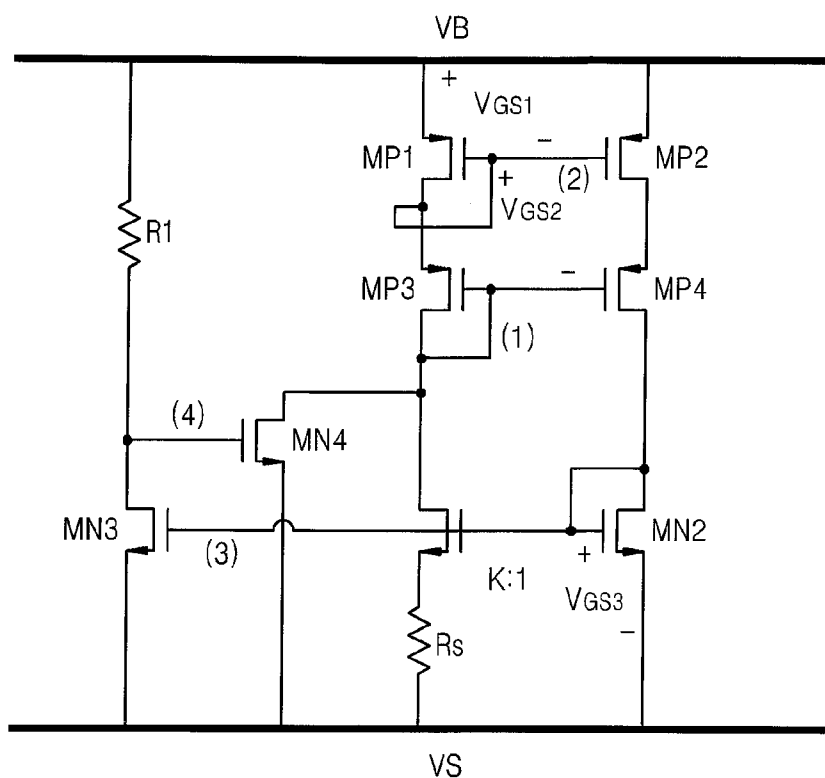 VB
+
VGS1
MP1
−
(2)
MP2
+
VGS2
R1
MP3
−
MP4
(1)
(4)
MN4
MN3
(3)
MN2
+
K:1
VGS3
−
Rs
VS